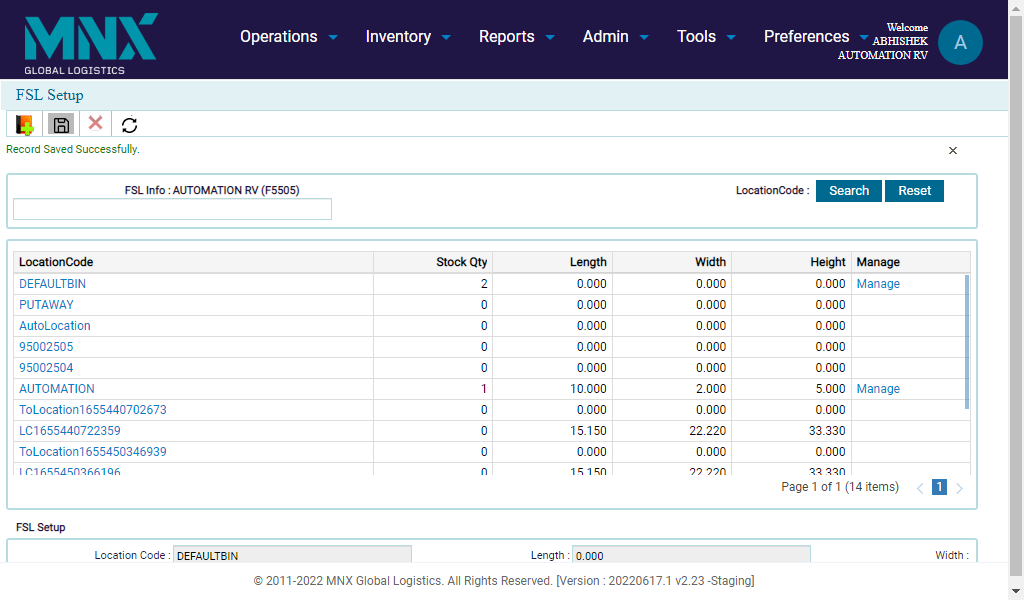 MNX
GLOBAL LOGISTICS
Operations Inventory Reports Admin Tools Preferences
Welcome
ABHISHEK
AUTOMATION RV
A
FSL Setup
Record Saved Successfully.
FSL Info : AUTOMATION RV (F5505)
LocationCode : Search Reset
LocationCode Stock Qty Length Width Height Manage
DEFAULTBIN 2 0.000 0.000 0.000 Manage
PUTAWAY 0 0.000 0.000 0.000
AutoLocation 0 0.000 0.000 0.000
95002505 0 0.000 0.000 0.000
95002504 0 0.000 0.000 0.000
AUTOMATION 1 10.000 2.000 5.000 Manage
ToLocation1655440702673 0 0.000 0.000 0.000
LC1655440722359 0 15.150 22.220 33.330
ToLocation1655450346939 0 0.000 0.000 0.000
LC1655450366196 0 15.150 22.220 33.330
Page 1 of 1 (14 items) 1
FSL Setup
Location Code : DEFAULTBIN Length : 0.000 Width :
© 2011-2022 MNX Global Logistics. All Rights Reserved. [Version : 20220617.1 v2.23 -Staging]